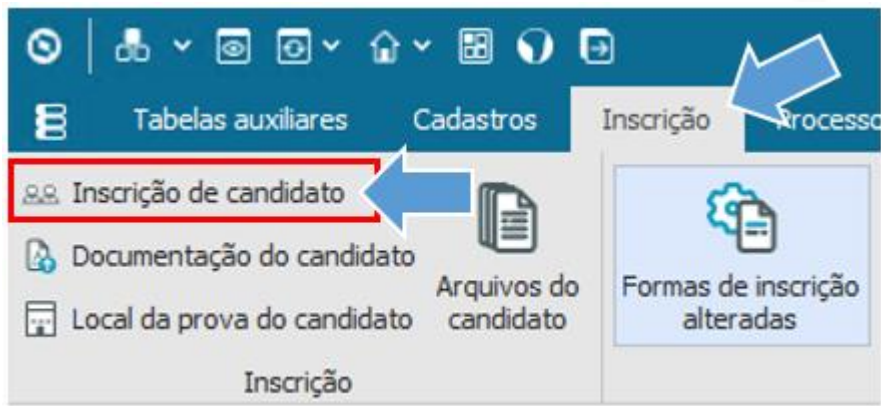 Tabelas auxiliares Cadastros Inscrição Processo
Inscrição de candidato
Documentação do candidato
Local da prova do candidato
Arquivos do
candidato
Formas de inscrição
alteradas
Inscrição